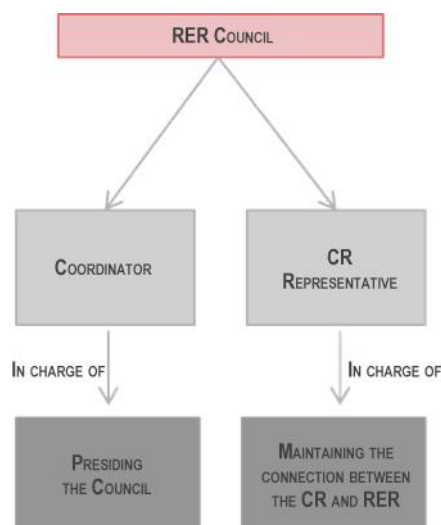 RER COUNCIL
COORDINATOR
CR
REPRESENTATIVE
IN CHARGE OF
IN CHARGE OF
PRESIDING
THE COUNCIL
MAINTAINING THE
CONNECTION BETWEEN
THE CR AND RER